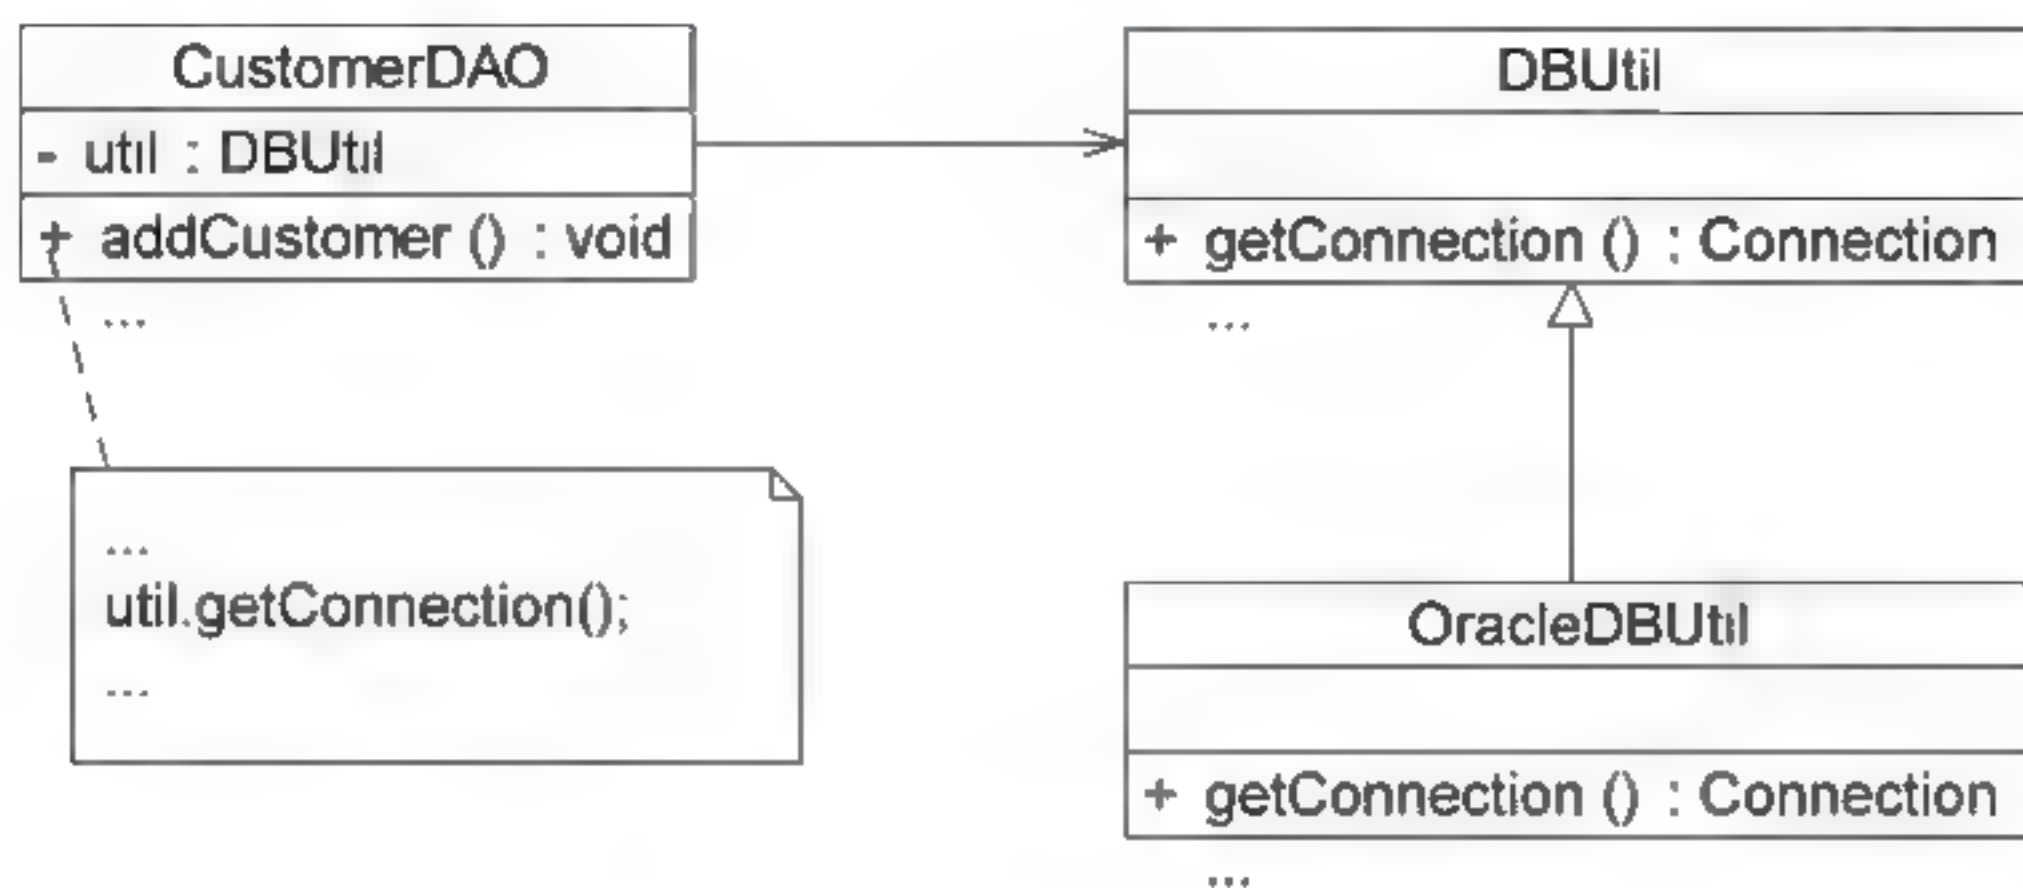 CustomerDAO
- util : DBUtil
+ addCustomer () : void
...
...
util.getConnection();
...
DBUtil
+ getConnection () : Connection
...
OracleDBUtil
+ getConnection () : Connection
...